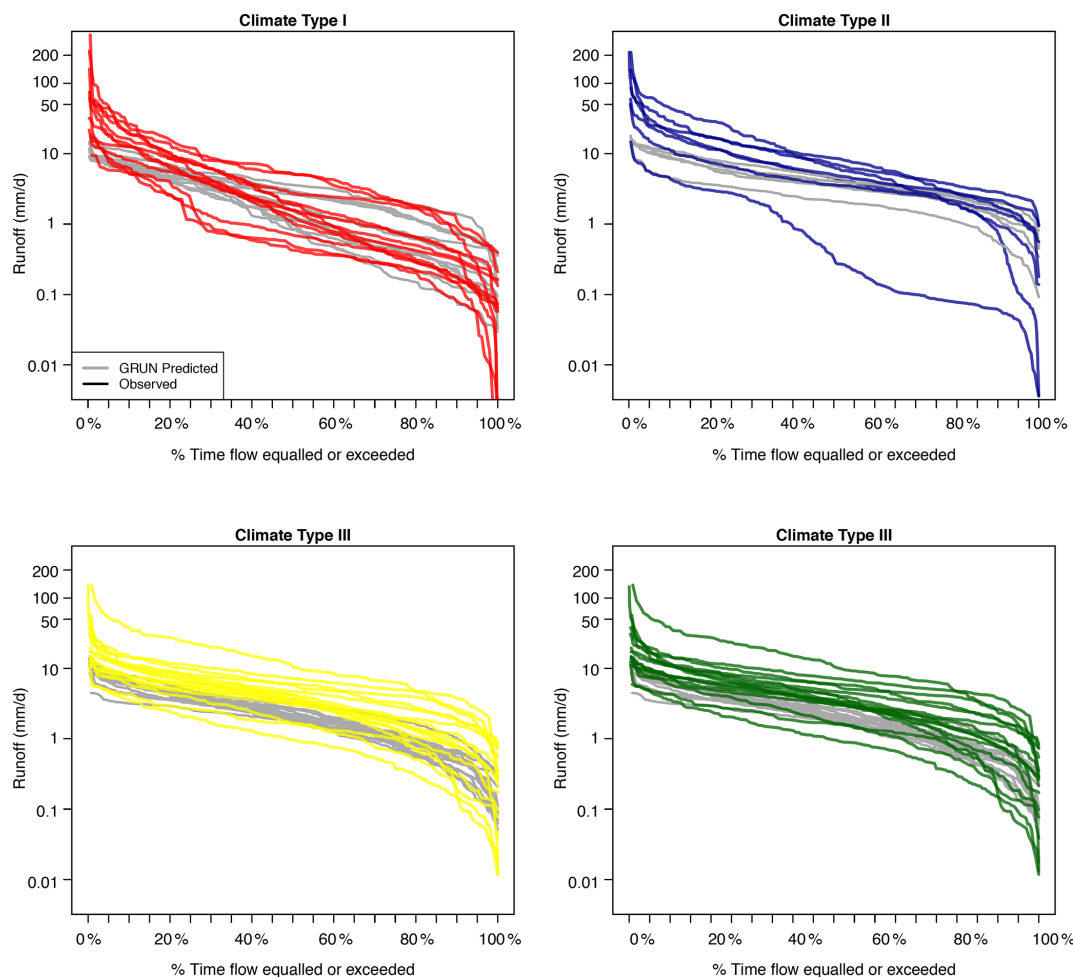 Climate Type I
Runoff (mm/d)
200
100
50
10
1
0.1
0.01
GRUN Predicted
Observed
0 % 20 % 40 % 60 % 80 % 100 %
% Time flow equalled or exceeded
Climate Type II
Runoff (mm/d)
200
100
50
10
1
0.1
0.01
0 % 20 % 40 % 60 % 80 % 100 %
% Time flow equalled or exceeded
Climate Type III
Runoff (mm/d)
200
100
50
10
1
0.1
0.01
0 % 20 % 40 % 60 % 80 % 100 %
% Time flow equalled or exceeded
Climate Type III
Runoff (mm/d)
200
100
50
10
1
0.1
0.01
0 % 20 % 40 % 60 % 80 % 100 %
% Time flow equalled or exceeded